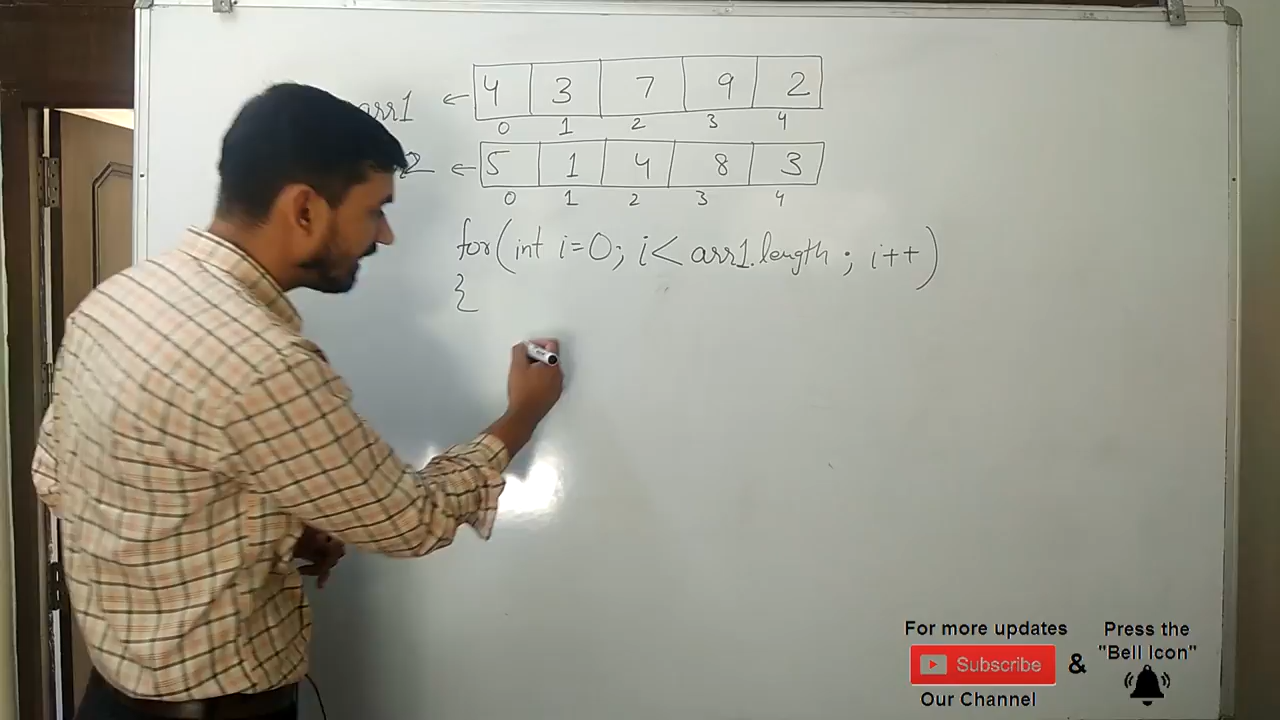 arr1 ← 4 3 7 9 2
0 1 2 3 4
2 ← 5 1 4 8 3
0 1 2 3 4
for(int i=0; i< arr1.length ; i++)
{
For more updates
Subscribe
Our Channel
&
Press the
"Bell Icon"